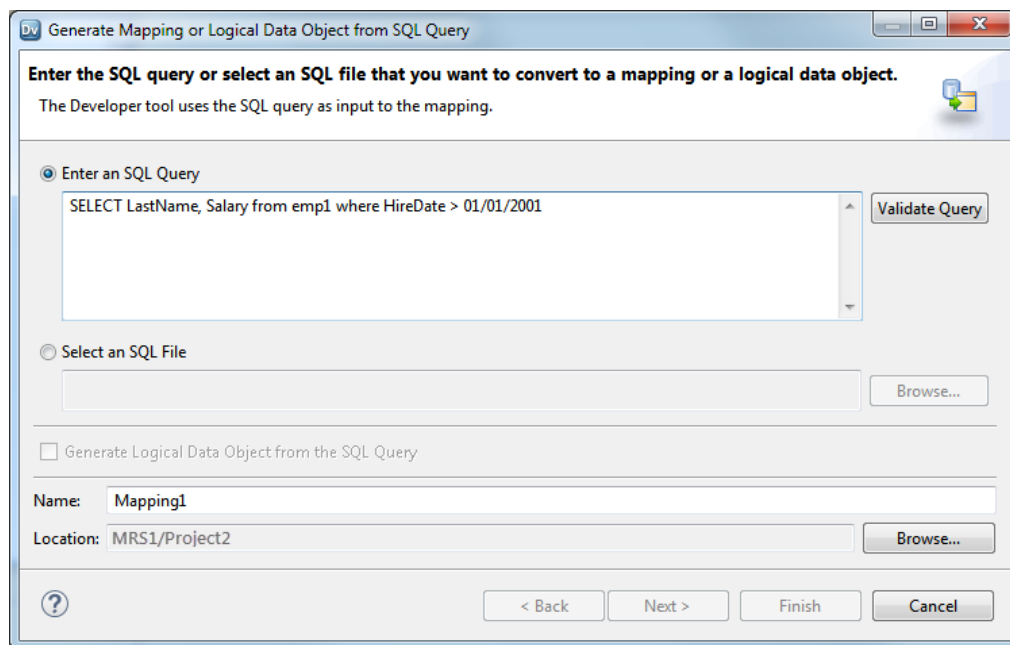 Dv Generate Mapping or Logical Data Object from SQL Query
Enter the SQL query or select an SQL file that you want to convert to a mapping or a logical data object.
The Developer tool uses the SQL query as input to the mapping.
Enter an SQL Query
SELECT LastName, Salary from emp1 where HireDate > 01/01/2001
Validate Query
Select an SQL File
Browse...
Generate Logical Data Object from the SQL Query
Name: Mapping1
Location: MRS1/Project2 Browse...
? < Back Next > Finish Cancel